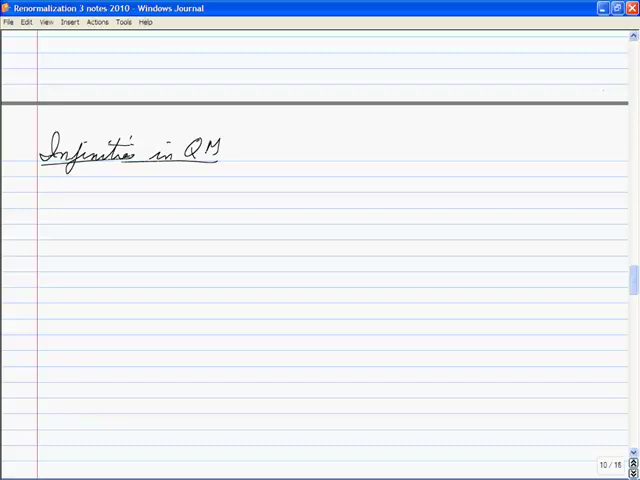 Renormalization 3 notes 2010 - Windows Journal
File Edit View Insert Actions Tools Help
Infinities in QM
10 / 16